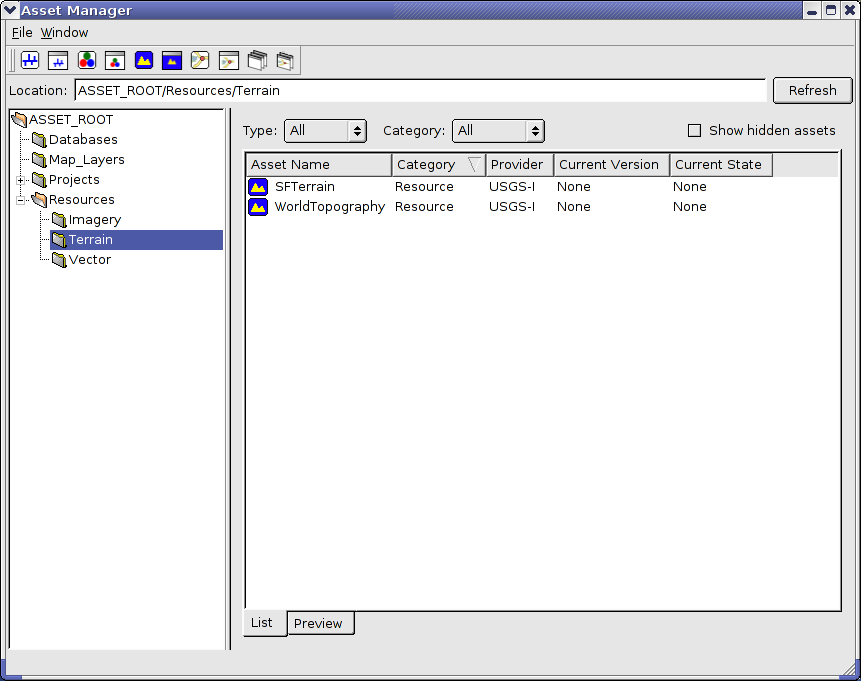 Asset Manager
File Window
Location: ASSET_ROOT/Resources/Terrain Refresh
ASSET_ROOT
Databases
Map_Layers
Projects
Resources
Imagery
Terrain
Vector
Type: All Category: All Show hidden assets
Asset Name Category Provider Current Version Current State
SFTerrain Resource USGS-I None None
WorldTopography Resource USGS-I None None
List Preview